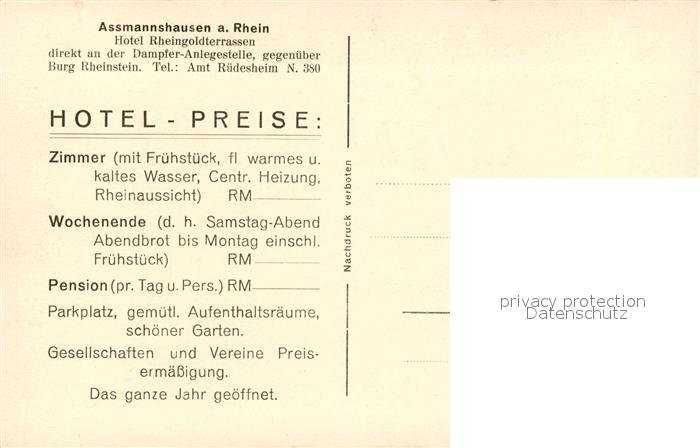 Assmannshausen a. Rhein
Hotel Rheingoldterrassen
direkt an der Dampfer-Anlegestelle, gegenüber
Burg Rheinstein. Tel.: Amt Rüdesheim N. 380
HOTEL - PREISE:
Zimmer (mit Frühstück, fl. warmes u.
kaltes Wasser, Centr. Heizung,
Rheinaussicht) RM
Wochenende (d. h. Samstag-Abend
Abendbrot bis Montag einschl.
Frühstück) RM
Pension (pr. Tag u. Pers.) RM
Parkplatz, gemütl. Aufenthaltsräume,
schöner Garten.
Gesellschaften und Vereine Preis-
ermäßigung.
Das ganze Jahr geöffnet.
Nachdruck verboten
privacy protection
Datenschutz